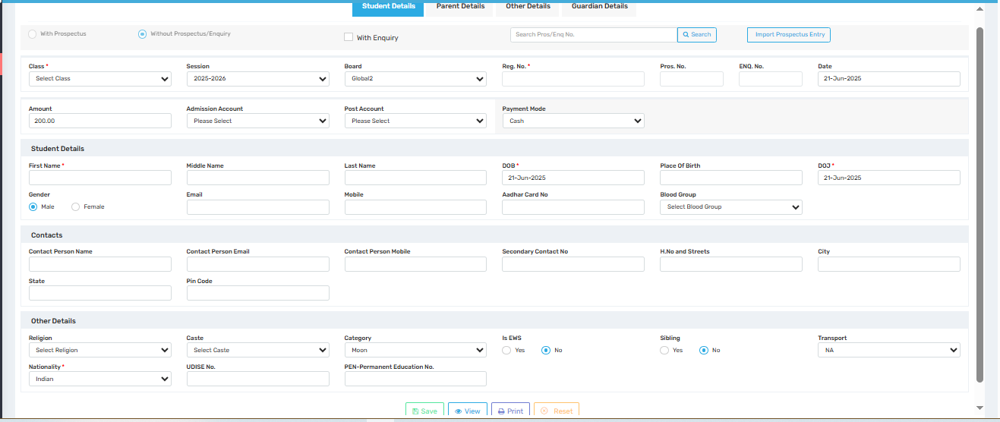 Student Details Parent Details Other Details Guardian Details
With Prospectus Without Prospectus/Enquiry With Enquiry Search Pros/Enq No. Search Import Prospectus Entry
Class * Session Board Reg. No. * Pros. No. ENQ. No. Date
Select Class 2025-2026 Global2 21-Jun-2025
Amount Admission Account Post Account Payment Mode
200.00 Please Select Please Select Cash
Student Details
First Name * Middle Name Last Name DOB * Place Of Birth DOJ *
21-Jun-2025 21-Jun-2025
Gender Email Mobile Aadhar Card No Blood Group
Male Female Select Blood Group
Contacts
Contact Person Name Contact Person Email Contact Person Mobile Secondary Contact No H.No and Streets City
State Pin Code
Other Details
Religion Caste Category Is EWS Sibling Transport
Select Religion Select Caste Moon Yes No Yes No NA
Nationality * UDISE No. PEN-Permanent Education No.
Indian
Save View Print Reset